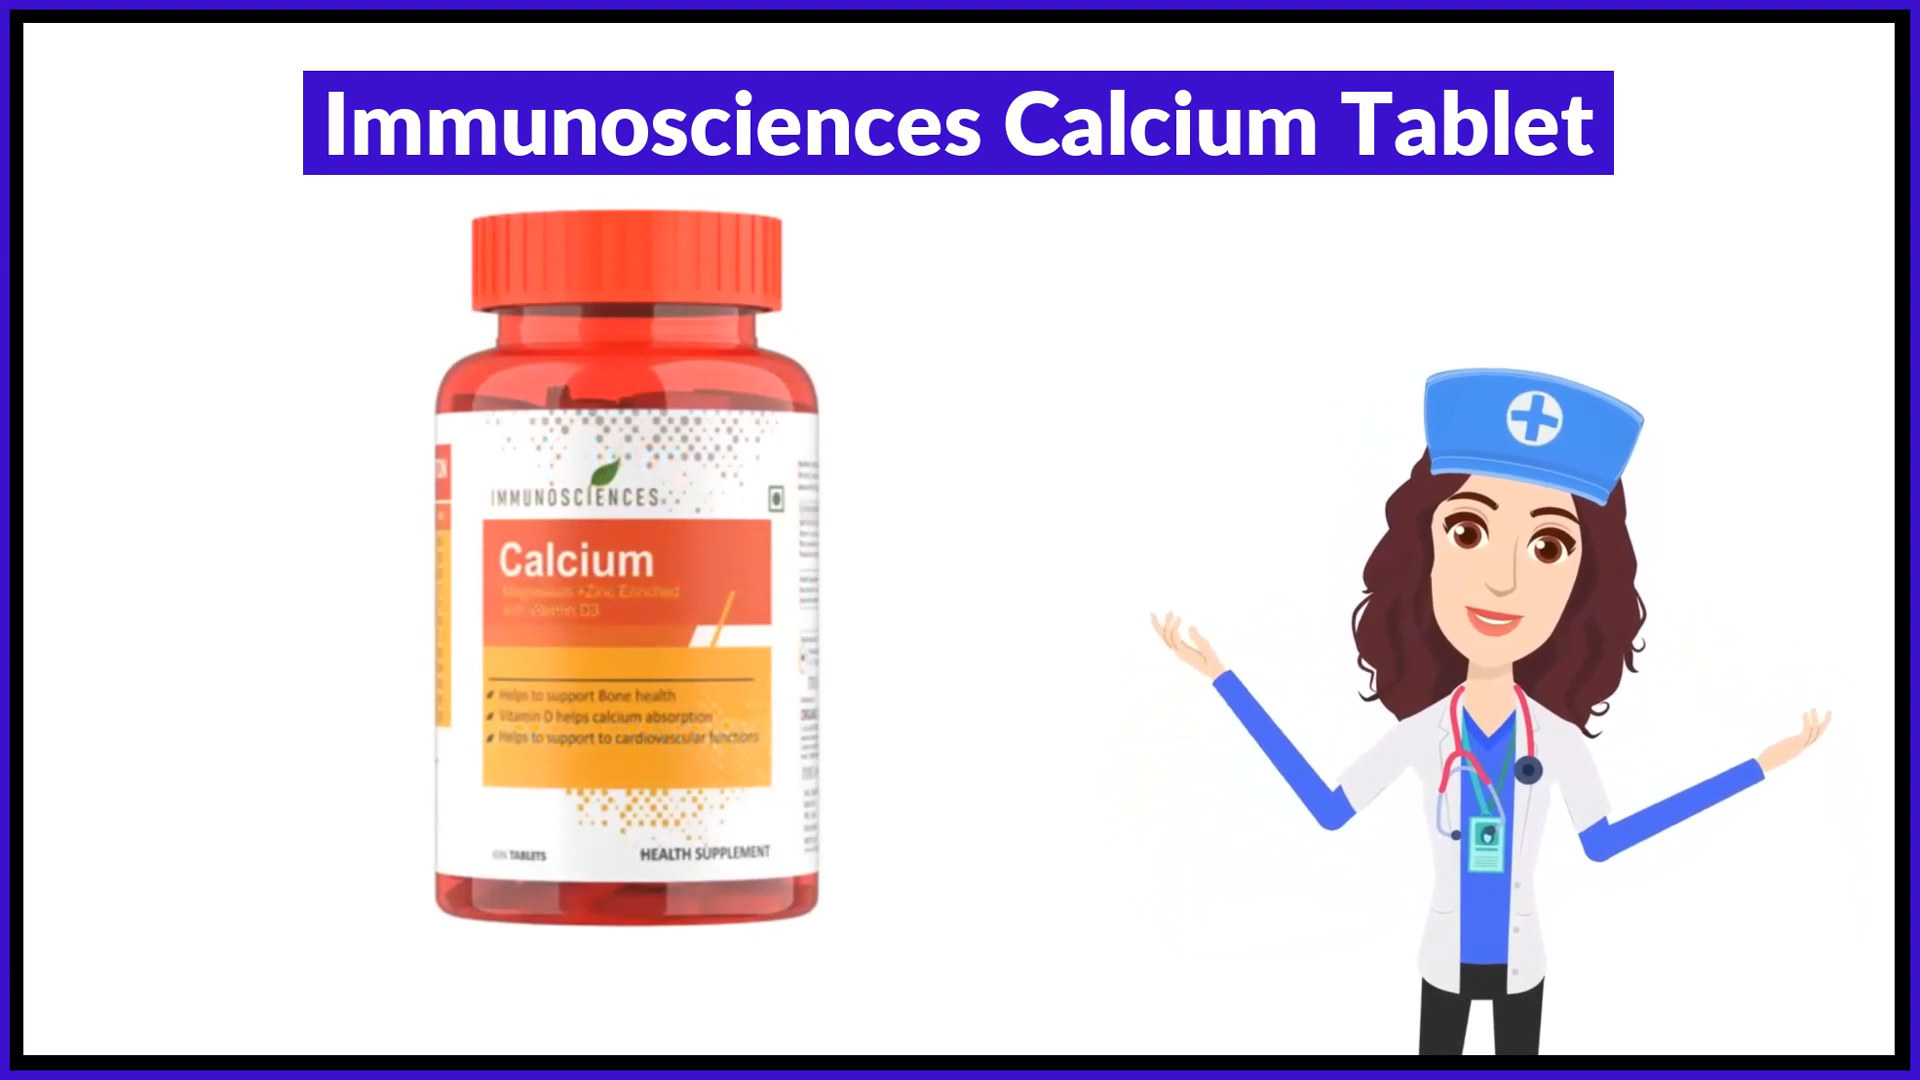 Immunosciences Calcium Tablet
IMMUNOSCIENCES
Calcium
Magnesium +Zinc Enriched
with Vitamin D3
Helps to support Bone health
Vitamin D helps calcium absorption
Helps to support to cardiovascular functions
TABLETS
HEALTH SUPPLEMENT